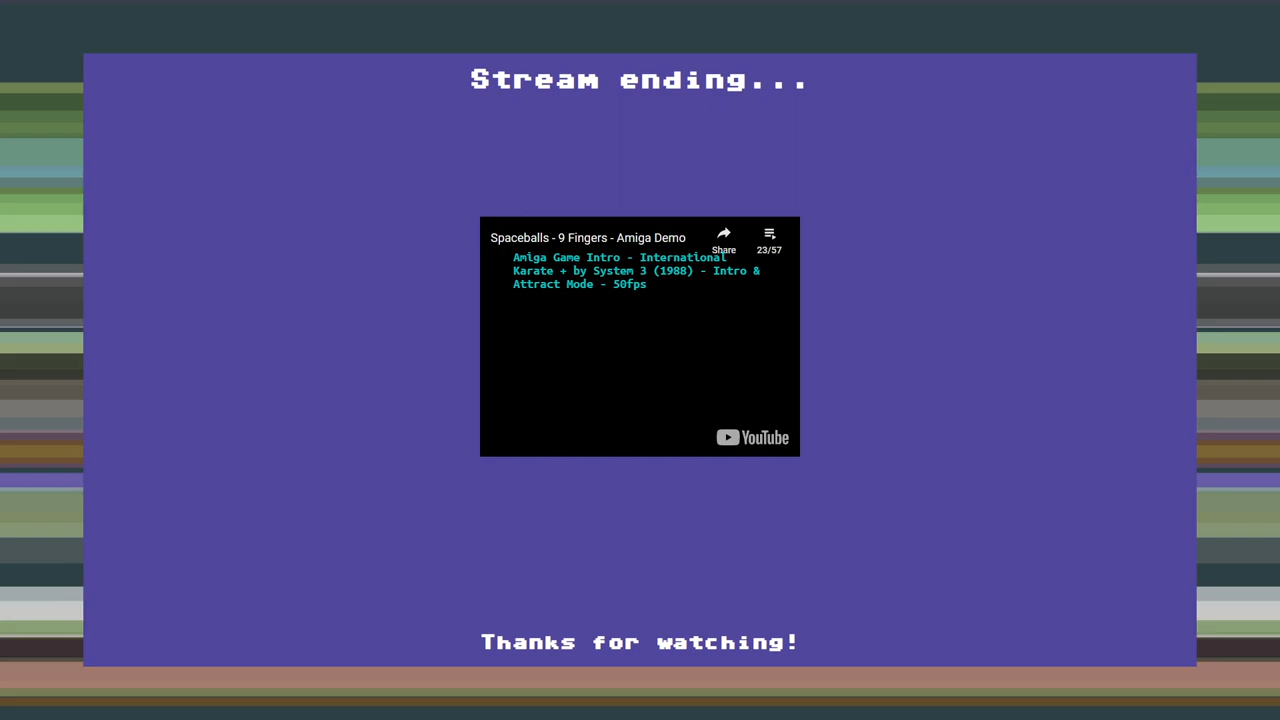 Stream ending...
Spaceballs - 9 Fingers - Amiga Demo
Share
23/57
Amiga Game Intro - International
Karate + by System 3 (1988) - Intro &
Attract Mode - 50fps
YouTube
Thanks for watching!